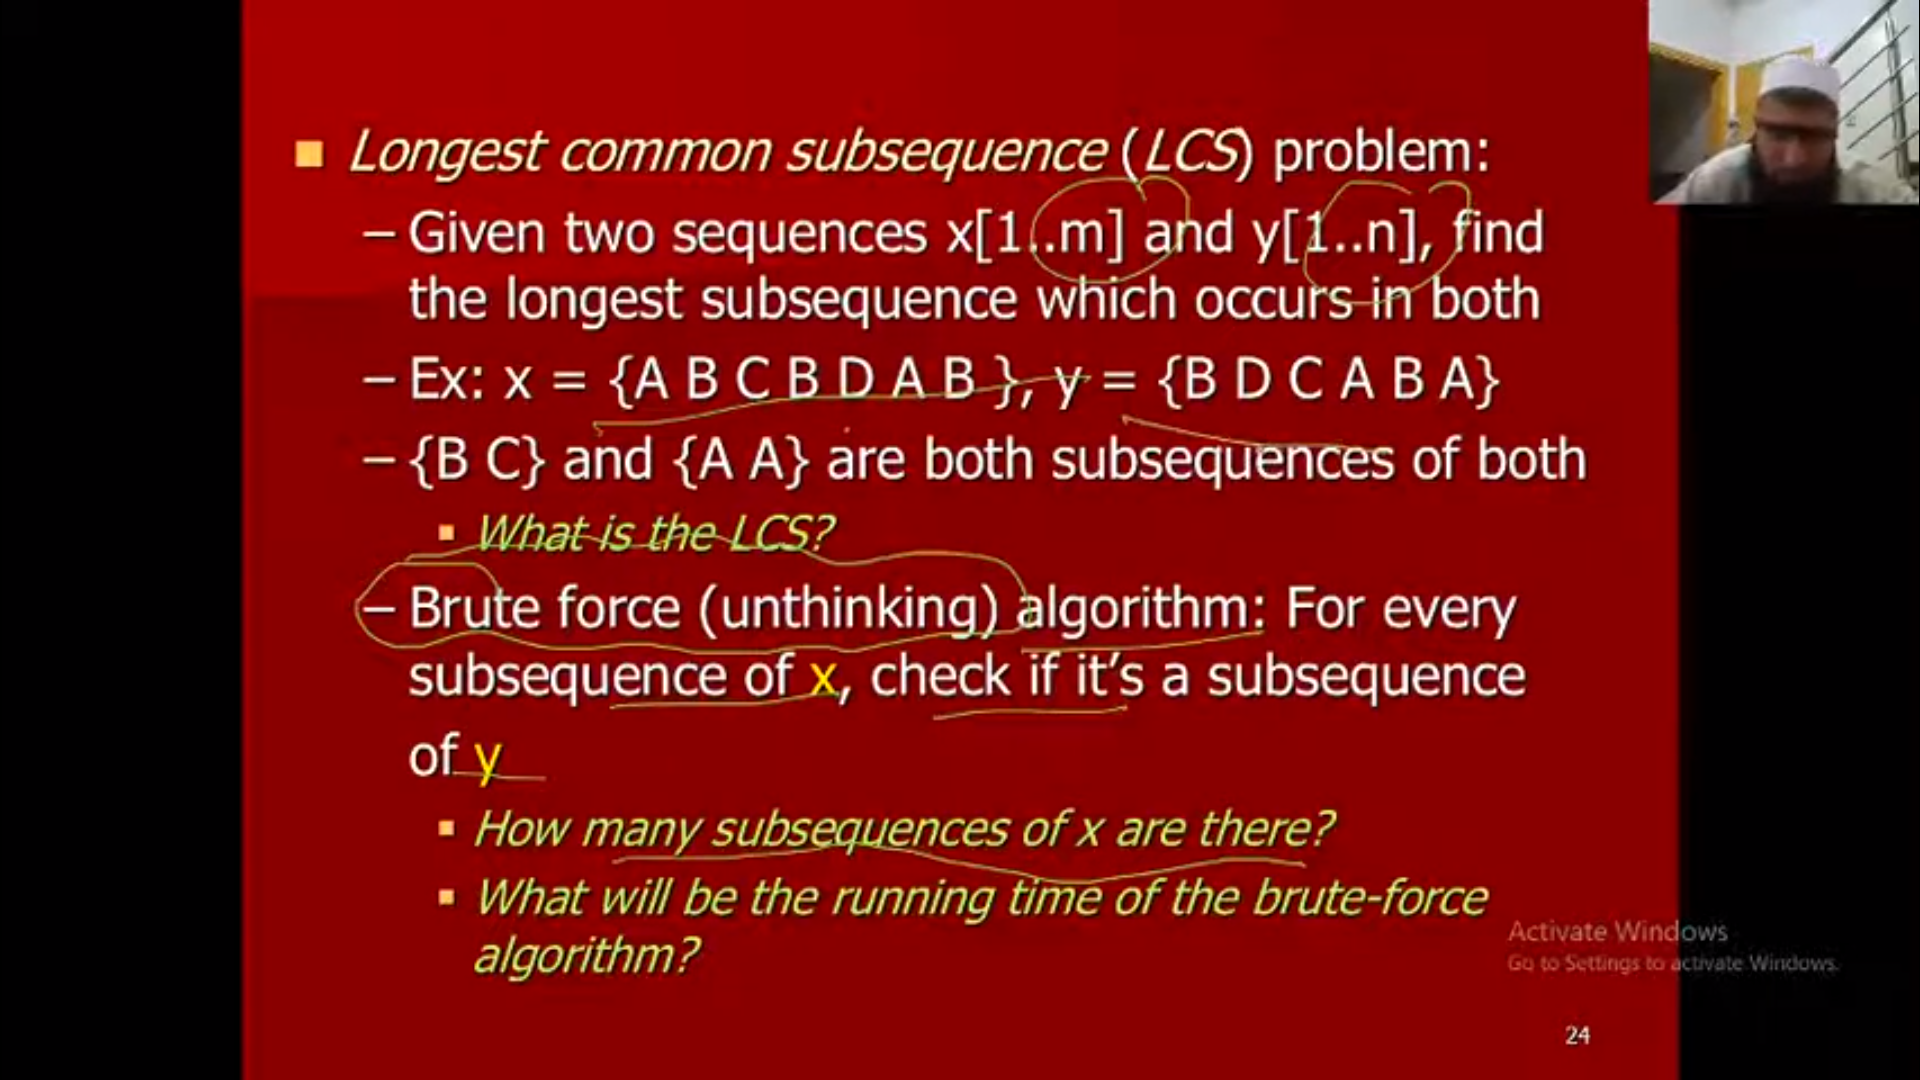 Longest common subsequence (LCS) problem:
– Given two sequences x[1..m] and y[1..n], find
the longest subsequence which occurs in both
– Ex: x = {A B C B D A B }, y = {B D C A B A}
– {B C} and {A A} are both subsequences of both
What is the LCS?
– Brute force (unthinking) algorithm: For every
subsequence of x, check if it’s a subsequence
of y
How many subsequences of x are there?
What will be the running time of the brute-force
algorithm?
Activate Windows
Go to Settings to activate Windows.
24